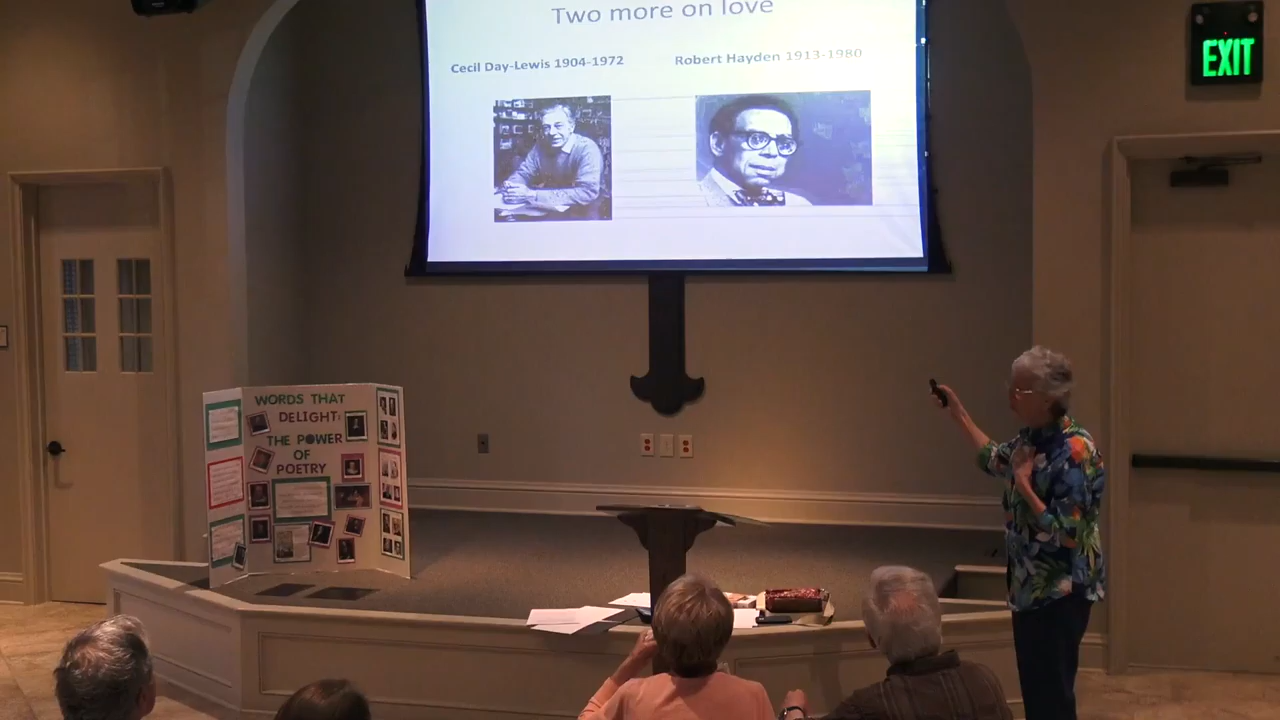 Two more on love
Cecil Day-Lewis 1904-1972
Robert Hayden 1913-1980
EXIT
WORDS THAT
DELIGHT:
THE POWER
OF
POETRY